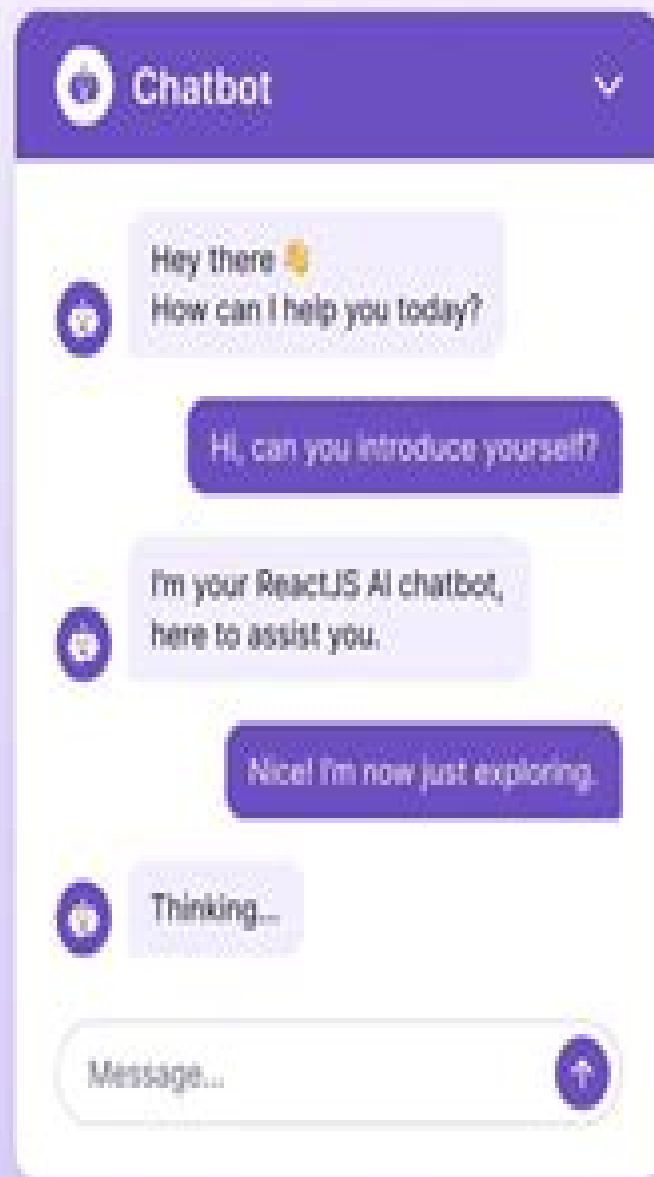 Chatbot
Hey there 👋
How can I help you today?
Hi, can you introduce yourself?
I'm your ReactJS AI chatbot,
here to assist you.
Nice! I'm now just exploring.
Thinking...
Message...